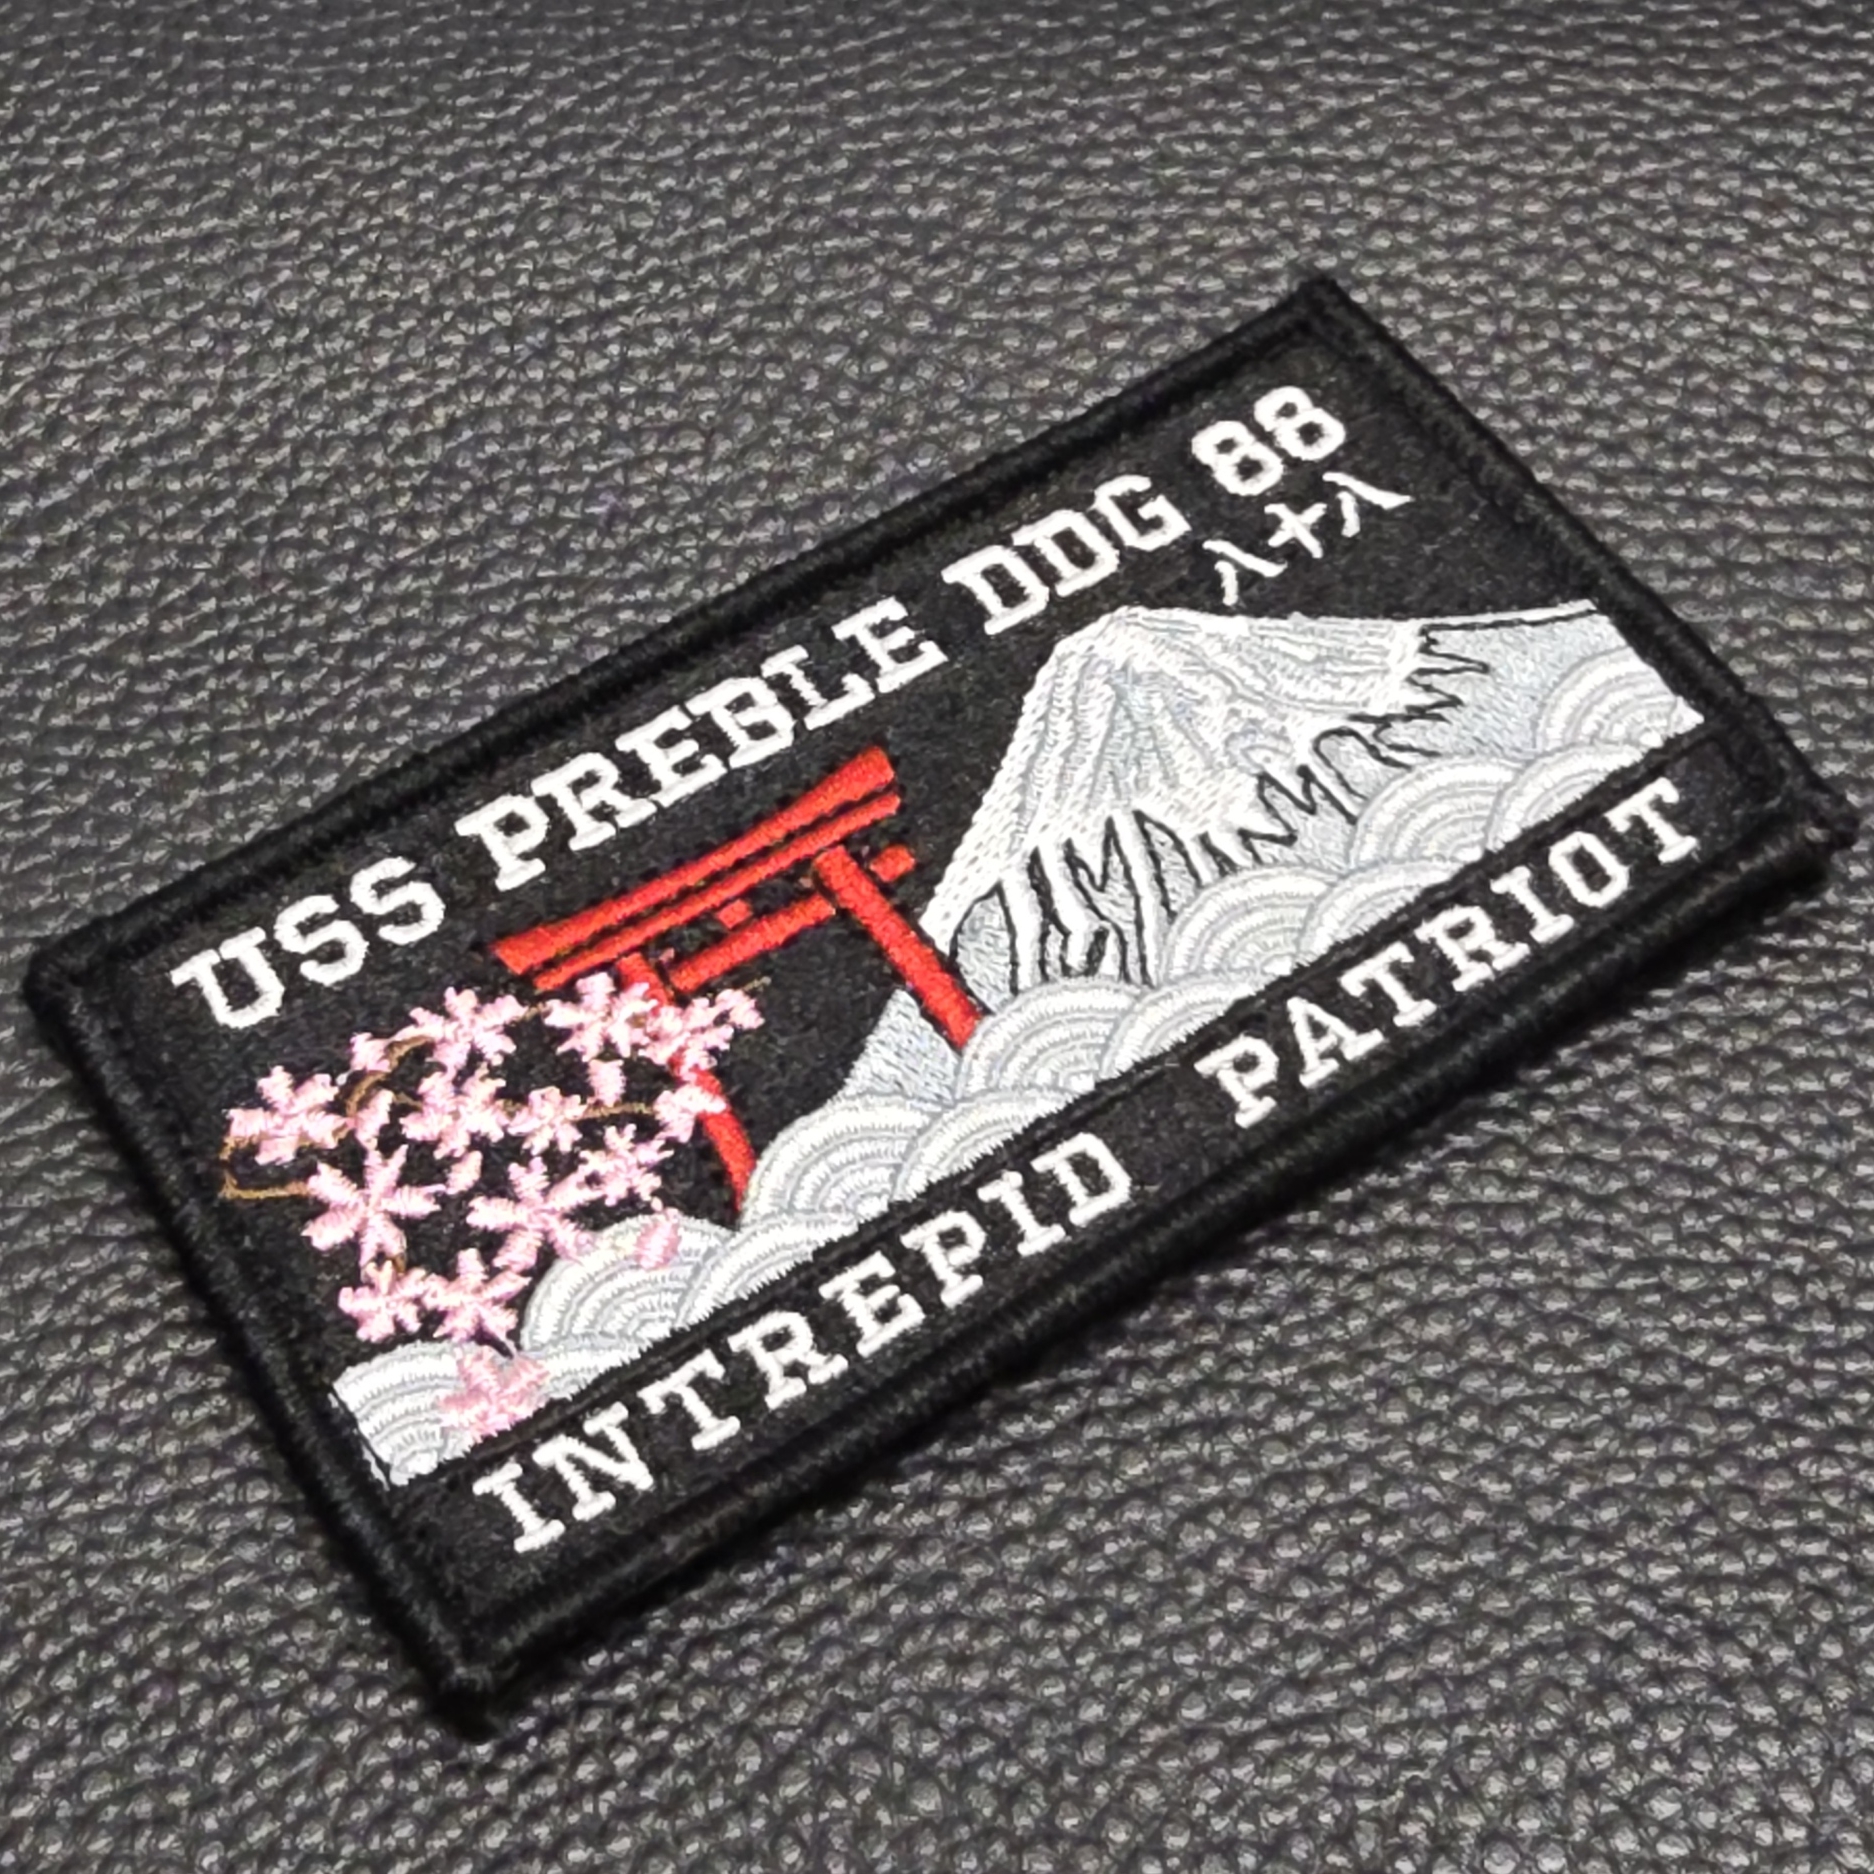 USS PREBLE DDG 88
八十八
INTREPID PATRIOT